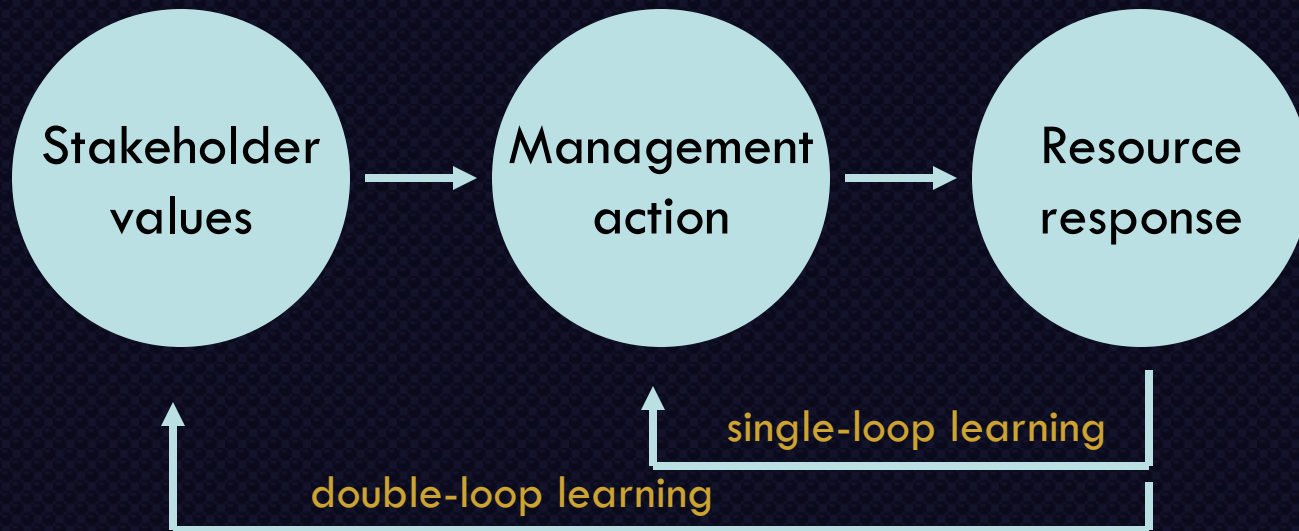 Stakeholder
values
Management
action
Resource
response
single-loop learning
double-loop learning